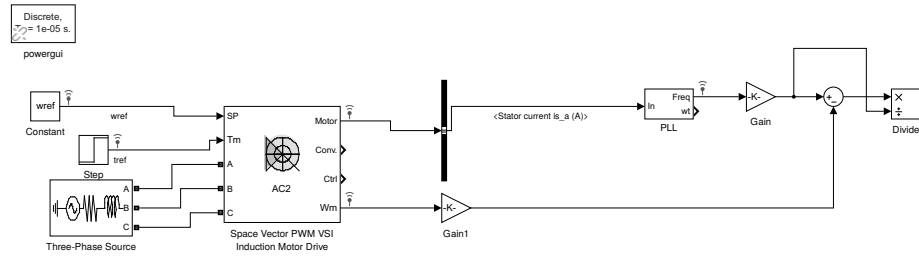 Discrete,
= 1e-05 s.
powergui
wref
Constant
wref
Step
tref
Three-Phase Source
A
B
C
SP
Tm
A
B
C
AC2
Motor
Conv.
Ctrl
Wm
Space Vector PWM VSI
Induction Motor Drive
<Stator current is_a (A)>
-K-
Gain1
In
Freq
wt
PLL
-K-
Gain
+
−
×
÷
Divide